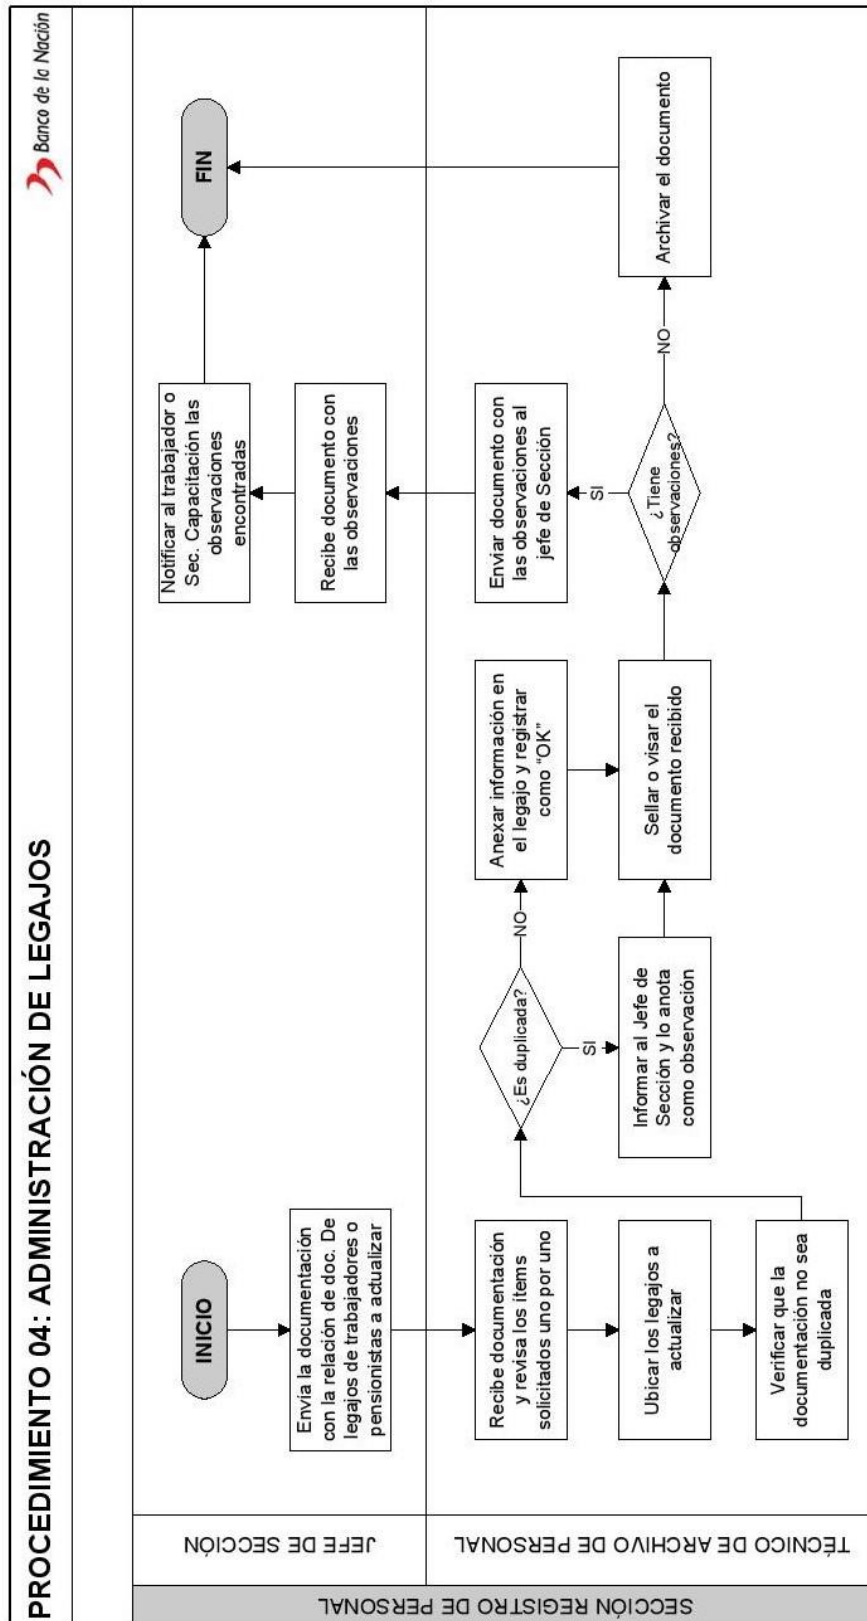 PROCEDIMIENTO 04: ADMINISTRACIÓN DE LEGAJOS
Banco de la Nación
SECCIÓN REGISTRO DE PERSONAL
JEFE DE SECCIÓN
INICIO
Envía la documentación
con la relación de doc. De
legajos de trabajadores o
pensionistas a actualizar
Notificar al trabajador o
Sec. Capacitación las
observaciones
encontradas
Recibe documento con
las observaciones
FIN
TÉCNICO DE ARCHIVO DE PERSONAL
Recibe documentación
y revisa los ítems
solicitados uno por uno
Ubicar los legajos a
actualizar
Verificar que la
documentación no sea
duplicada
¿Es duplicada?
NO
SI
Anexar información en
el legajo y registrar
como “OK”
Informar al Jefe de
Sección y lo anota
como observación
Sellar o visar el
documento recibido
¿Tiene
observaciones?
SI
NO
Enviar documento con
las observaciones al
jefe de Sección
Archivar el documento